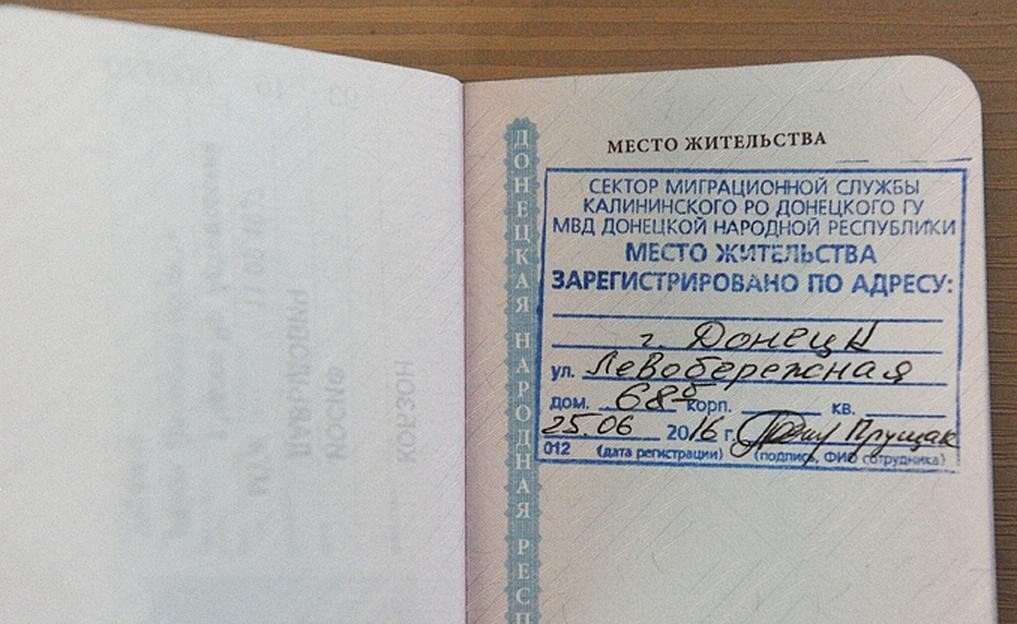 МЕСТО ЖИТЕЛЬСТВА
СЕКТОР МИГРАЦИОННОЙ СЛУЖБЫ
КАЛИНИНСКОГО РО ДОНЕЦКОГО ГУ
МВД ДОНЕЦКОЙ НАРОДНОЙ РЕСПУБЛИКИ
МЕСТО ЖИТЕЛЬСТВА
ЗАРЕГИСТРИРОВАНО ПО АДРЕСУ:
г. Донецк
ул. Левобережная
дом. 68б корп. кв.
25.06 2016 г. Прущак
012 (дата регистрации) (подпись, ФИО сотрудника)
ДОНЕЦКАЯ НАРОДНАЯ РЕСП